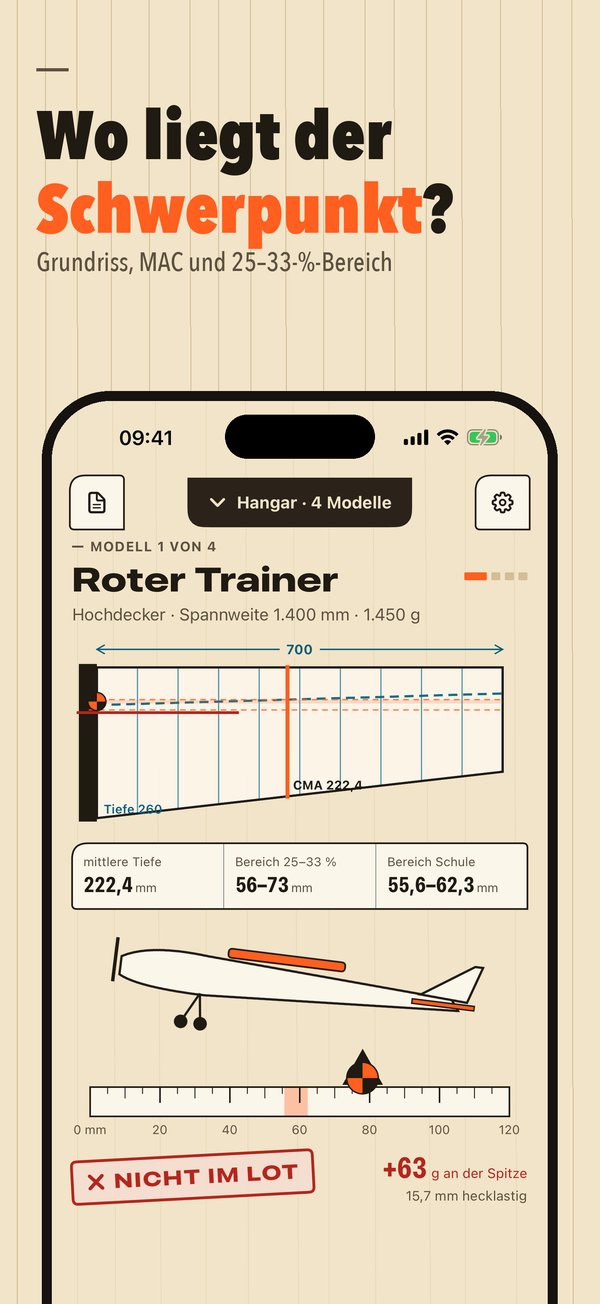 Wo liegt der
Schwerpunkt?
Grundriss, MAC und 25–33-%-Bereich
09:41
Hangar · 4 Modelle
— MODELL 1 VON 4
Roter Trainer
Hochdecker · Spannweite 1.400 mm · 1.450 g
700
CMA 222,4
Tiefe 260
mittlere Tiefe
222,4 mm
Bereich 25–33 %
56–73 mm
Bereich Schule
55,6–62,3 mm
0 mm 20 40 60 80 100 120
NICHT IM LOT
+63 g an der Spitze
15,7 mm hecklastig